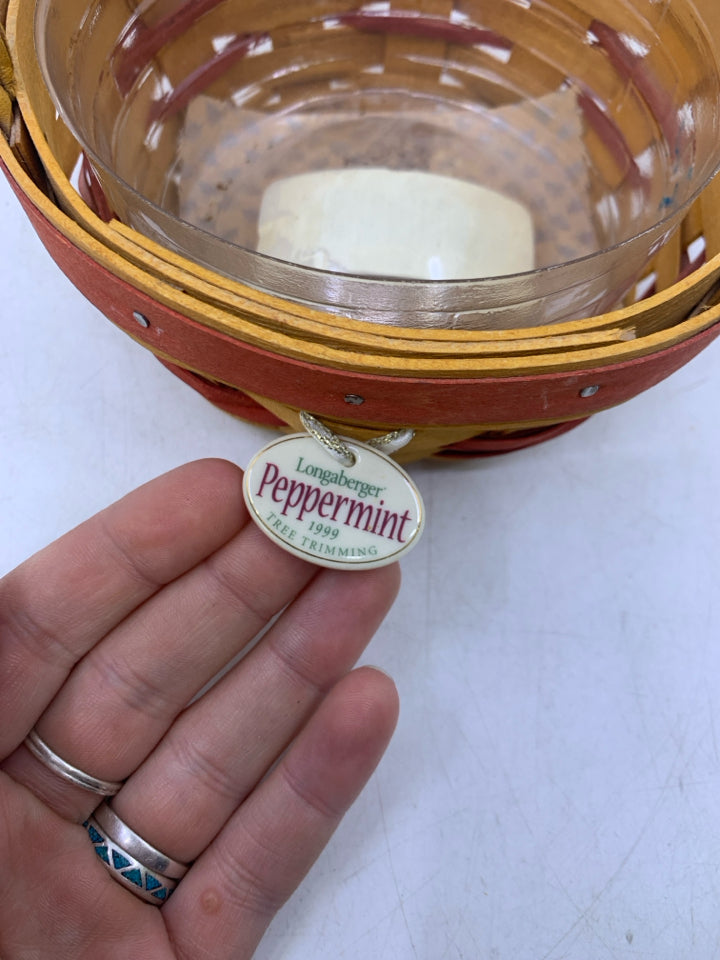 Longaberger®
Peppermint
1999
TREE TRIMMING